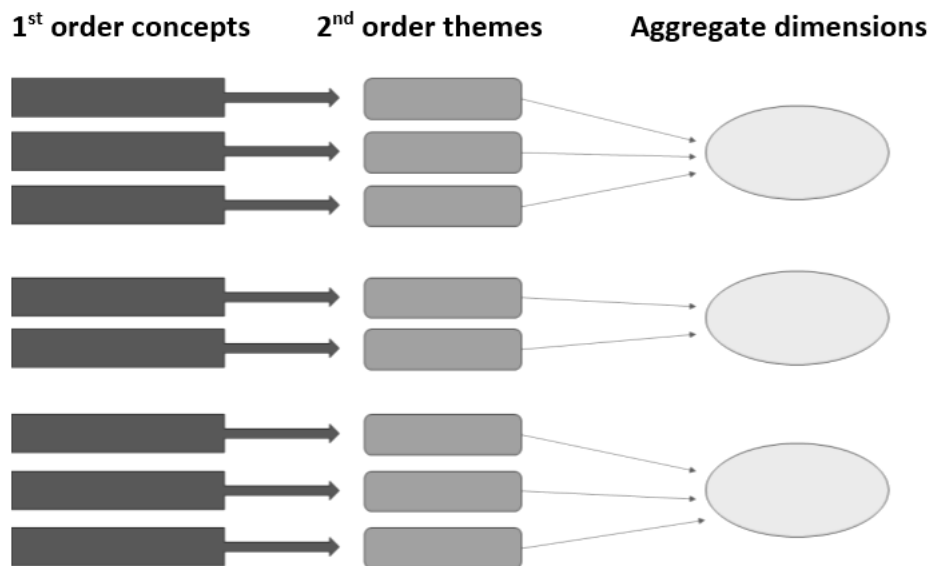 1st order concepts
2nd order themes
Aggregate dimensions